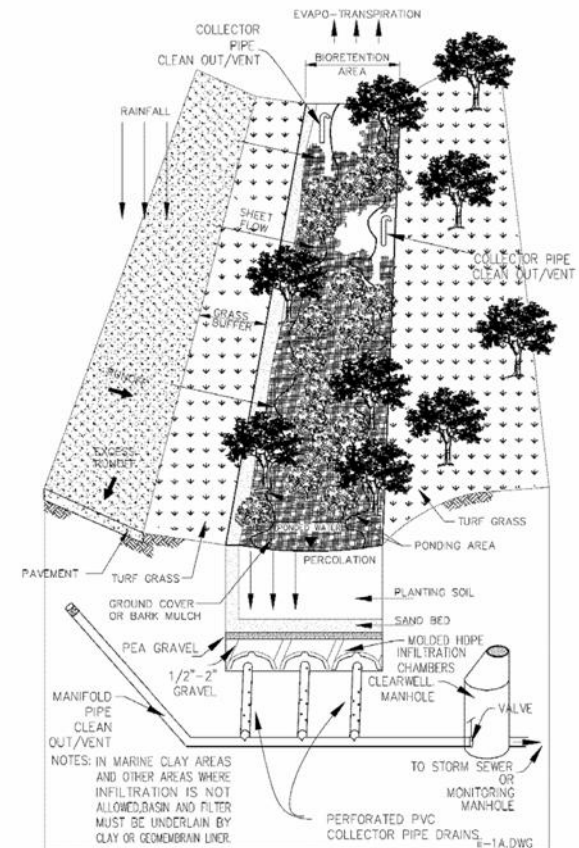 EVAPO-TRANSPIRATION
COLLECTOR
PIPE
CLEAN OUT/VENT
BIORETENTION
AREA
RAINFALL
SHEET
FLOW
COLLECTOR PIPE
CLEAN OUT/VENT
GRASS
BUFFER
RUNOFF
EXCESS
RUNOFF
PONDED WATER
TURF GRASS
PONDING AREA
PERCOLATION
PAVEMENT
TURF GRASS
GROUND COVER
OR BARK MULCH
PLANTING SOIL
SAND BED
PEA GRAVEL
1/2"-2"
GRAVEL
MOLDED HDPE
INFILTRATION
CHAMBERS
CLEARWELL
MANHOLE
VALVE
MANIFOLD
PIPE
CLEAN
OUT/VENT
TO STORM SEWER
OR
MONITORING
MANHOLE
NOTES: IN MARINE CLAY AREAS
AND OTHER AREAS WHERE
INFILTRATION IS NOT
ALLOWED,BASIN AND FILTER
MUST BE UNDERLAIN BY
CLAY OR GEOMEMBRAIN LINER.
PERFORATED PVC
COLLECTOR PIPE DRAINS
-1A.DWG